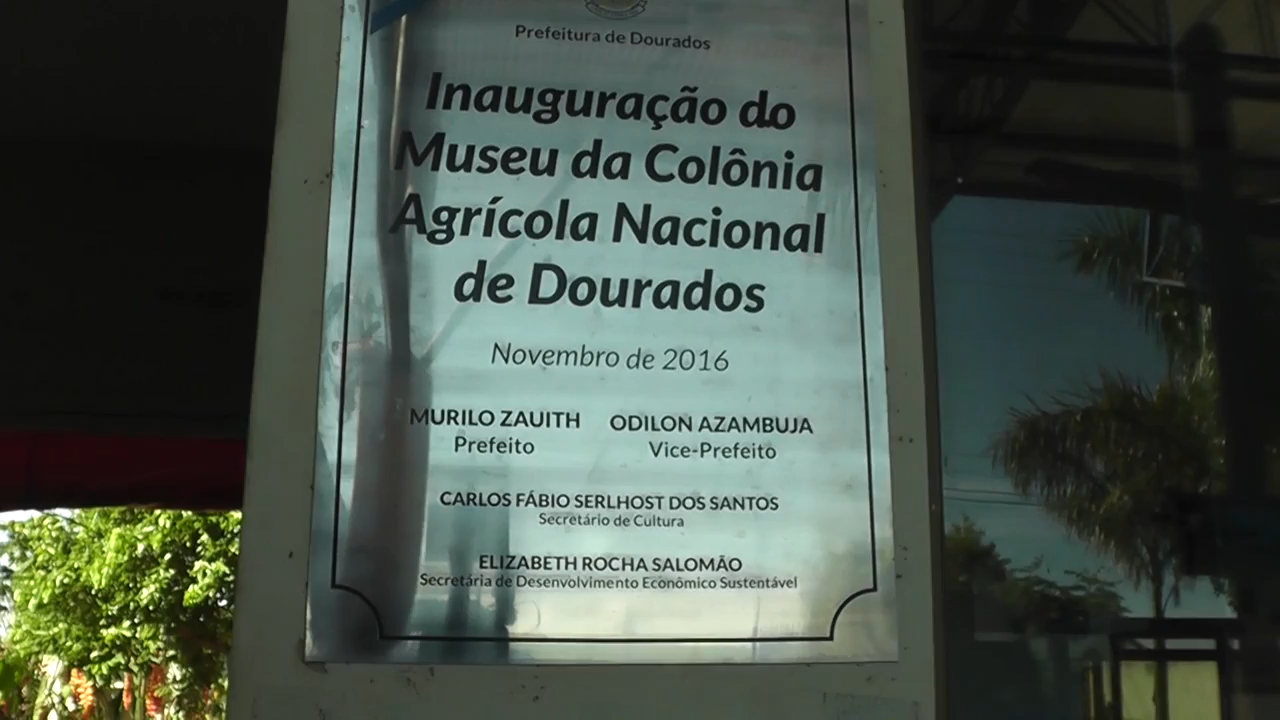 Prefeitura de Dourados
Inauguração do
Museu da Colônia
Agrícola Nacional
de Dourados
Novembro de 2016
MURILO ZAUITH ODILON AZAMBUJA
Prefeito Vice-Prefeito
CARLOS FÁBIO SERLHOST DOS SANTOS
Secretário de Cultura
ELIZABETH ROCHA SALOMÃO
Secretária de Desenvolvimento Econômico Sustentável